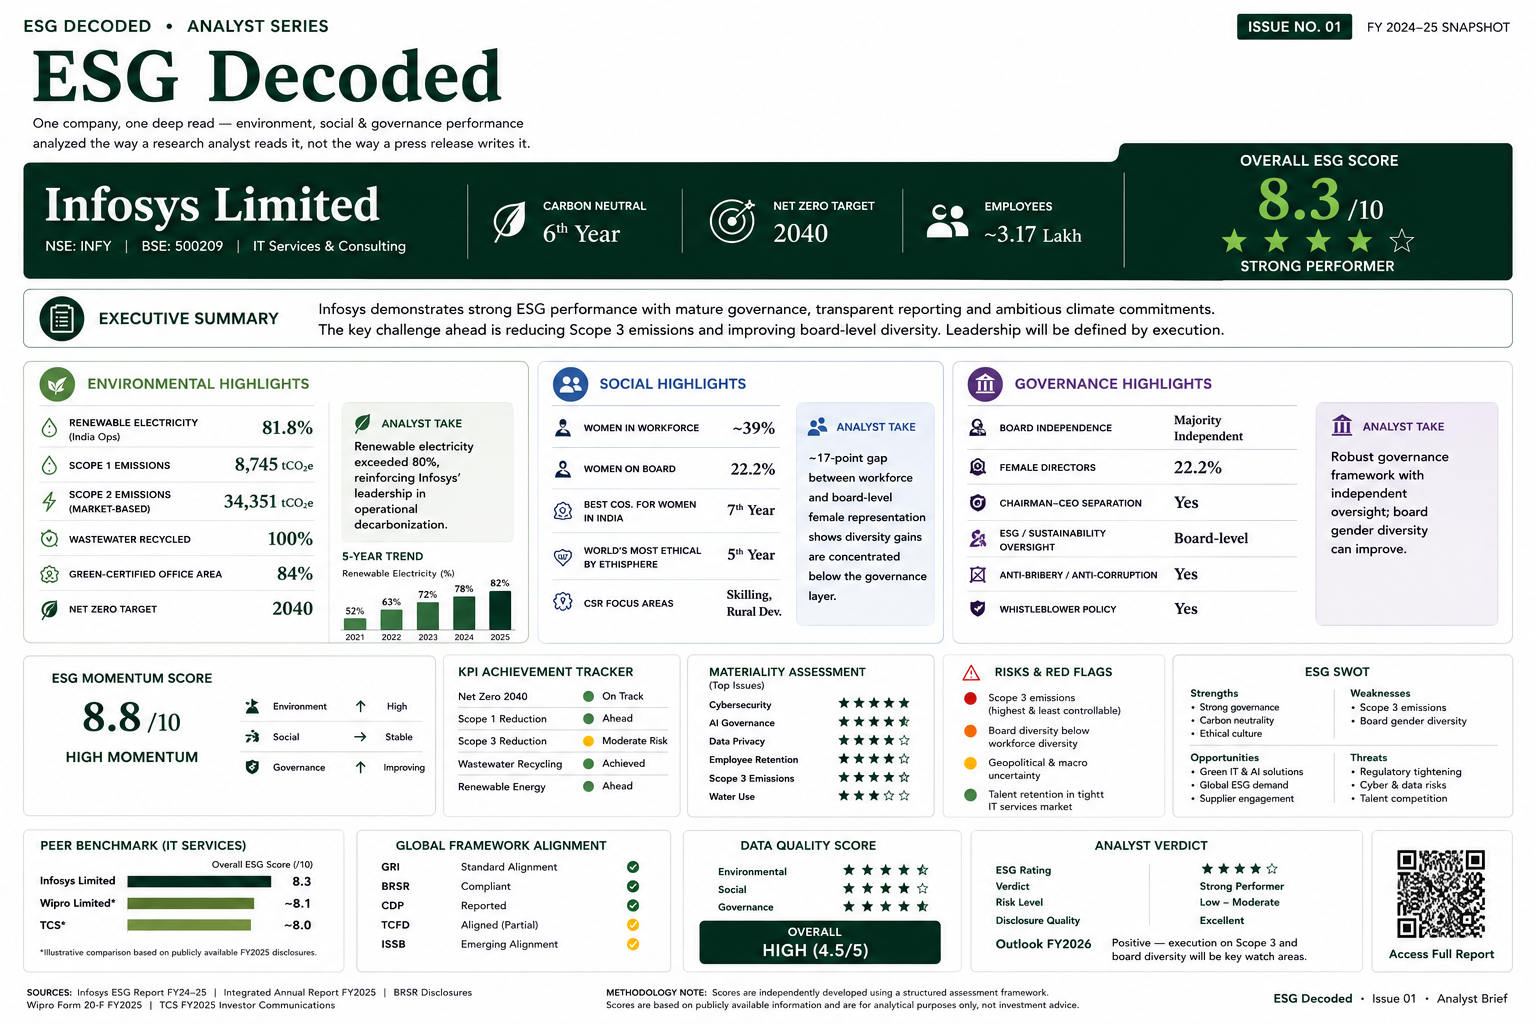 ESG DECODED • ANALYST SERIES
ISSUE NO. 01 FY 2024–25 SNAPSHOT
ESG Decoded
One company, one deep read — environment, social & governance performance
analyzed the way a research analyst reads it, not the way a press release writes it.
Infosys Limited
NSE: INFY | BSE: 500209 | IT Services & Consulting
CARBON NEUTRAL
6th Year
NET ZERO TARGET
2040
EMPLOYEES
~3.17 Lakh
OVERALL ESG SCORE
8.3 /10
★ ★ ★ ★ ☆
STRONG PERFORMER
EXECUTIVE SUMMARY
Infosys demonstrates strong ESG performance with mature governance, transparent reporting and ambitious climate commitments.
The key challenge ahead is reducing Scope 3 emissions and improving board-level diversity. Leadership will be defined by execution.
ENVIRONMENTAL HIGHLIGHTS
RENEWABLE ELECTRICITY
(India Ops)
81.8%
SCOPE 1 EMISSIONS 8,745 tCO₂e
SCOPE 2 EMISSIONS
(MARKET-BASED)
34,351 tCO₂e
WASTEWATER RECYCLED 100%
GREEN-CERTIFIED OFFICE AREA 84%
NET ZERO TARGET 2040
ANALYST TAKE
Renewable electricity
exceeded 80%,
reinforcing Infosys'
leadership in
operational
decarbonization.
5-YEAR TREND
Renewable Electricity (%)
52% 63% 72% 78% 82%
2021 2022 2023 2024 2025
SOCIAL HIGHLIGHTS
WOMEN IN WORKFORCE ~39%
WOMEN ON BOARD 22.2%
BEST COS. FOR WOMEN
IN INDIA
7th Year
WORLD'S MOST ETHICAL
BY ETHISPHERE
5th Year
CSR FOCUS AREAS
Skilling,
Rural Dev.
ANALYST TAKE
~17-point gap
between workforce
and board-level
female representation
shows diversity gains
are concentrated
below the governance
layer.
GOVERNANCE HIGHLIGHTS
BOARD INDEPENDENCE
Majority
Independent
FEMALE DIRECTORS 22.2%
CHAIRMAN–CEO SEPARATION Yes
ESG / SUSTAINABILITY
OVERSIGHT
Board-level
ANTI-BRIBERY / ANTI-CORRUPTION Yes
WHISTLEBLOWER POLICY Yes
ANALYST TAKE
Robust governance
framework with
independent
oversight; board
gender diversity
can improve.
ESG MOMENTUM SCORE
8.8 /10
HIGH MOMENTUM
Environment ↑ High
Social → Stable
Governance ↑ Improving
KPI ACHIEVEMENT TRACKER
Net Zero 2040 On Track
Scope 1 Reduction Ahead
Scope 3 Reduction Moderate Risk
Wastewater Recycling Achieved
Renewable Energy Ahead
MATERIALITY ASSESSMENT
(Top Issues)
Cybersecurity
AI Governance
Data Privacy
Employee Retention
Scope 3 Emissions
Water Use
RISKS & RED FLAGS
Scope 3 emissions
(highest & least controllable)
Board diversity below
workforce diversity
Geopolitical & macro
uncertainty
Talent retention in tightt
IT services market
ESG SWOT
Strengths
• Strong governance
• Carbon neutrality
• Ethical culture
Weaknesses
• Scope 3 emissions
• Board gender diversity
Opportunities
• Green IT & AI solutions
• Global ESG demand
• Supplier engagement
Threats
• Regulatory tightening
• Cyber & data risks
• Talent competition
PEER BENCHMARK (IT SERVICES)
Overall ESG Score (/10)
Infosys Limited 8.3
Wipro Limited* ~8.1
TCS* ~8.0
*Illustrative comparison based on publicly available FY2025 disclosures.
GLOBAL FRAMEWORK ALIGNMENT
GRI Standard Alignment
BRSR Compliant
CDP Reported
TCFD Aligned (Partial)
ISSB Emerging Alignment
DATA QUALITY SCORE
Environmental
Social
Governance
OVERALL
HIGH (4.5/5)
ANALYST VERDICT
ESG Rating ★ ★ ★ ★ ☆
Verdict Strong Performer
Risk Level Low – Moderate
Disclosure Quality Excellent
Outlook FY2026
Positive — execution on Scope 3 and
board diversity will be key watch areas.
Access Full Report
SOURCES: Infosys ESG Report FY24–25 | Integrated Annual Report FY2025 | BRSR Disclosures
Wipro Form 20-F FY2025 | TCS FY2025 Investor Communications
METHODOLOGY NOTE: Scores are independently developed using a structured assessment framework.
Scores are based on publicly available information and are for analytical purposes only, not investment advice.
ESG Decoded • Issue 01 • Analyst Brief